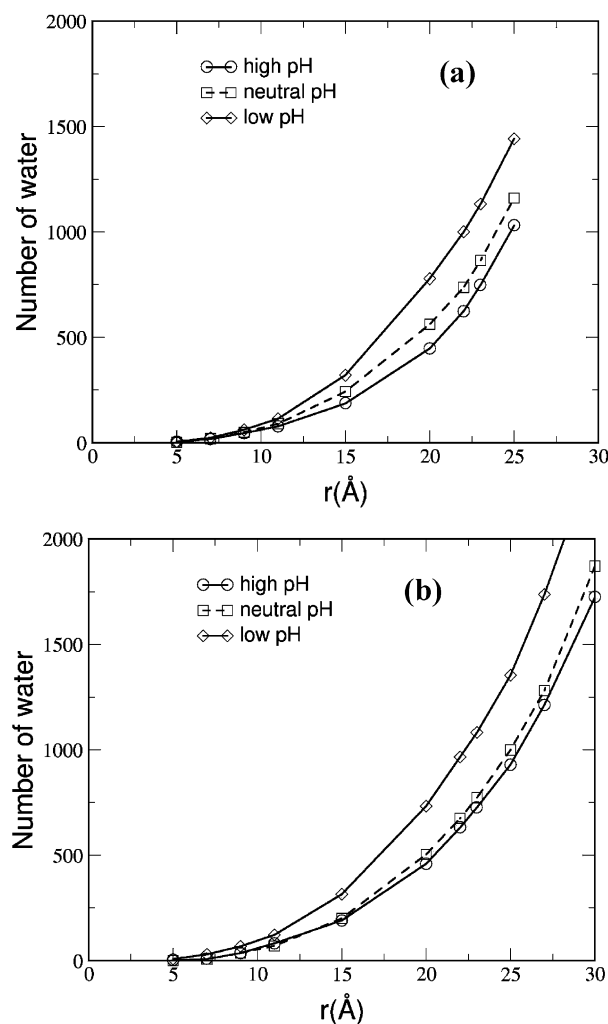 2000
(a)
high pH
neutral pH
low pH
1500
1000
500
0
Number of water
0 5 10 15 20 25 30
r(Å)
2000
(b)
high pH
neutral pH
low pH
1500
1000
500
0
Number of water
0 5 10 15 20 25 30
r(Å)